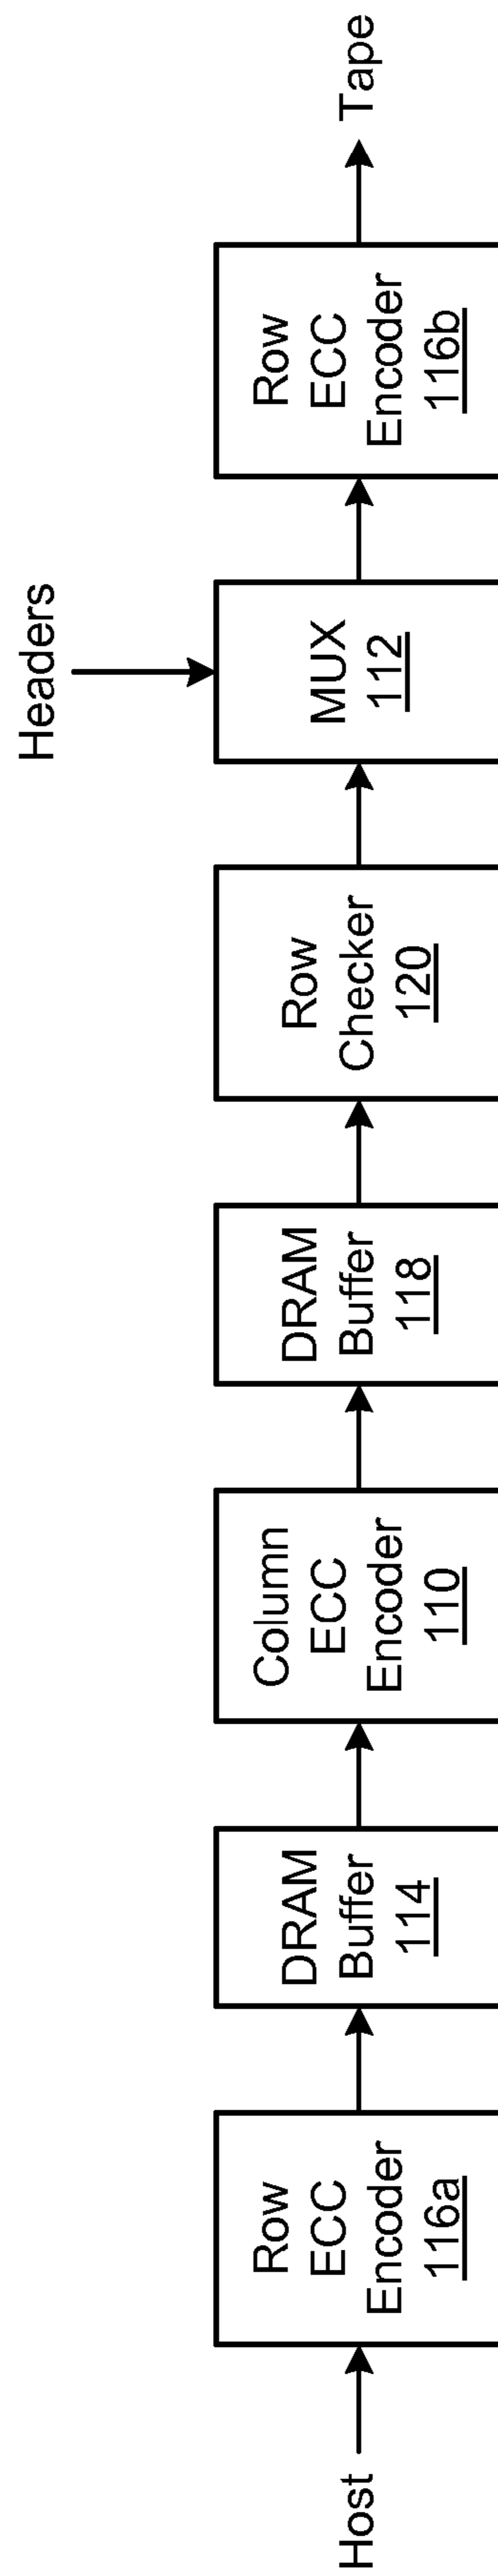 Headers
Host
Row
ECC
Encoder
116a
DRAM
Buffer
114
Column
ECC
Encoder
110
DRAM
Buffer
118
Row
Checker
120
MUX
112
Row
ECC
Encoder
116b
Tape